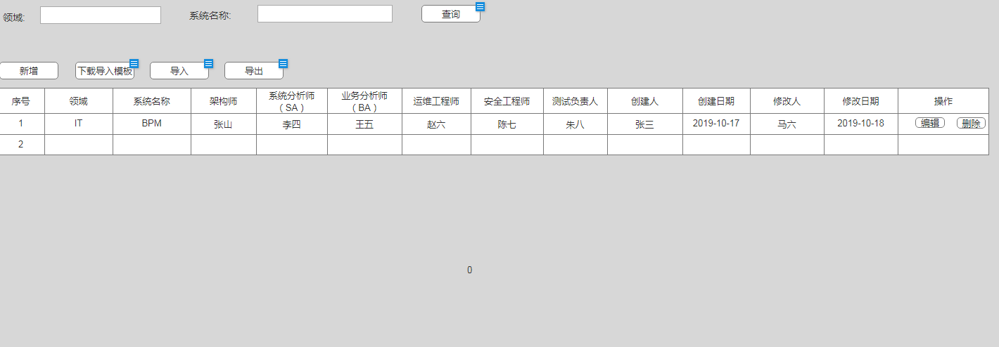 领域:
系统名称:
查询
新增
下载导入模板
导入
导出
序号 领域 系统名称 架构师 系统分析师（SA） 业务分析师（BA） 运维工程师 安全工程师 测试负责人 创建人 创建日期 修改人 修改日期 操作
1 IT BPM 张山 李四 王五 赵六 陈七 朱八 张三 2019-10-17 马六 2019-10-18 编辑 删除
2
0